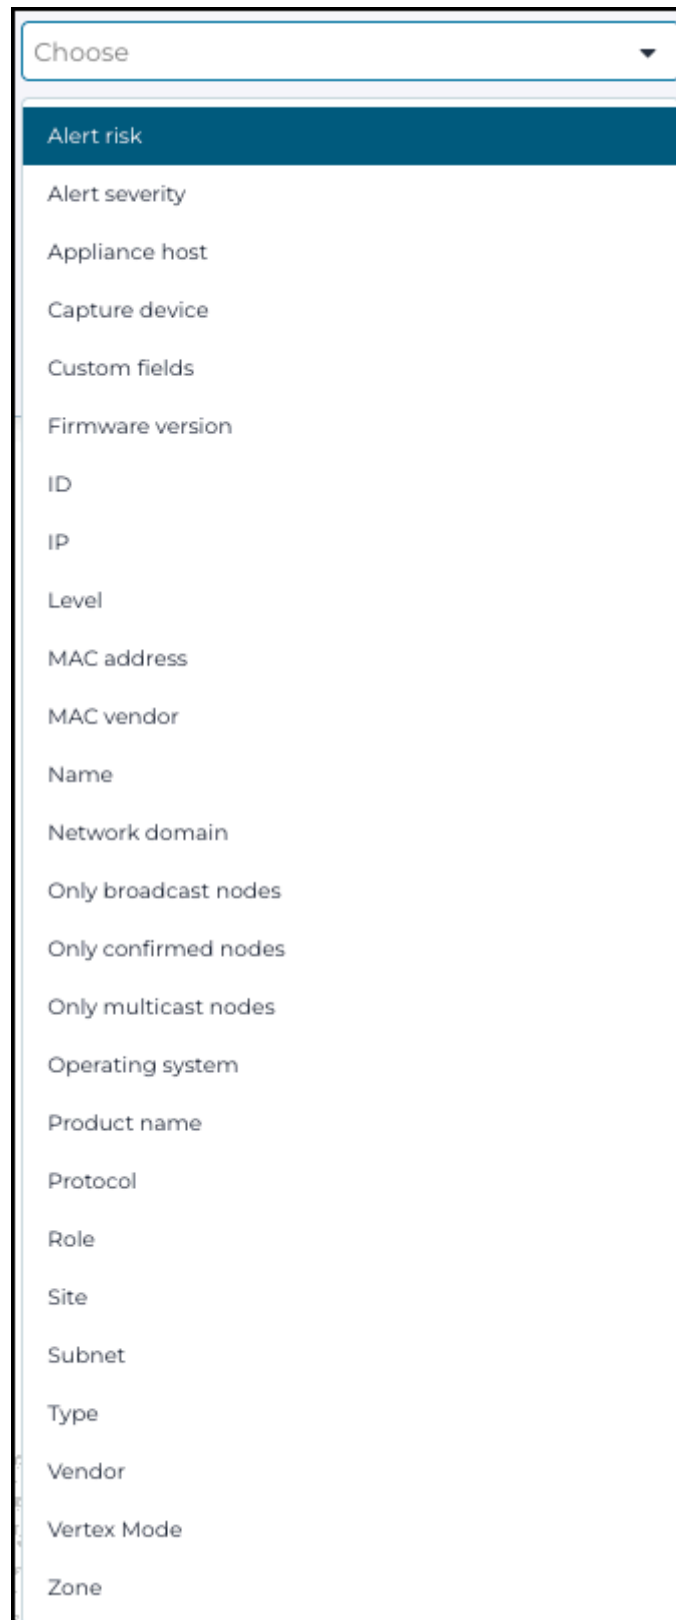 Choose
Alert risk
Alert severity
Appliance host
Capture device
Custom fields
Firmware version
ID
IP
Level
MAC address
MAC vendor
Name
Network domain
Only broadcast nodes
Only confirmed nodes
Only multicast nodes
Operating system
Product name
Protocol
Role
Site
Subnet
Type
Vendor
Vertex Mode
Zone